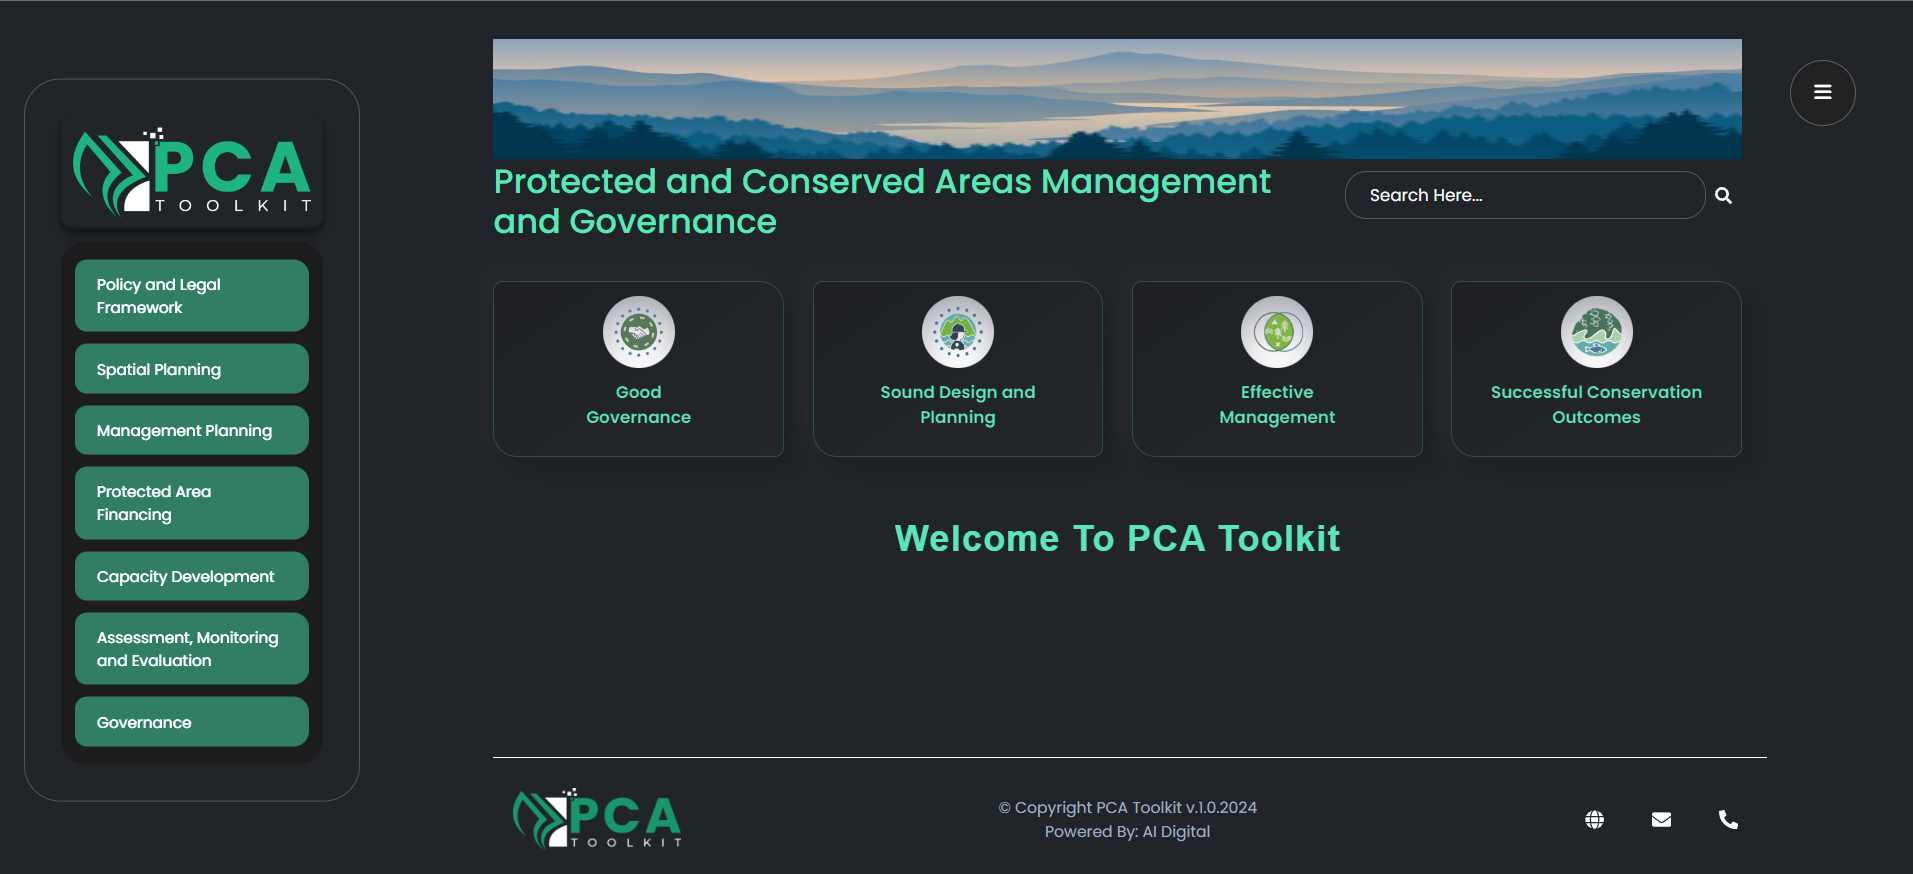 PCA
TOOLKIT
Policy and Legal
Framework
Spatial Planning
Management Planning
Protected Area
Financing
Capacity Development
Assessment, Monitoring
and Evaluation
Governance
Protected and Conserved Areas Management
and Governance
Search Here...
Good
Governance
Sound Design and
Planning
Effective
Management
Successful Conservation
Outcomes
Welcome To PCA Toolkit
PCA
TOOLKIT
© Copyright PCA Toolkit v.1.0.2024
Powered By: AI Digital